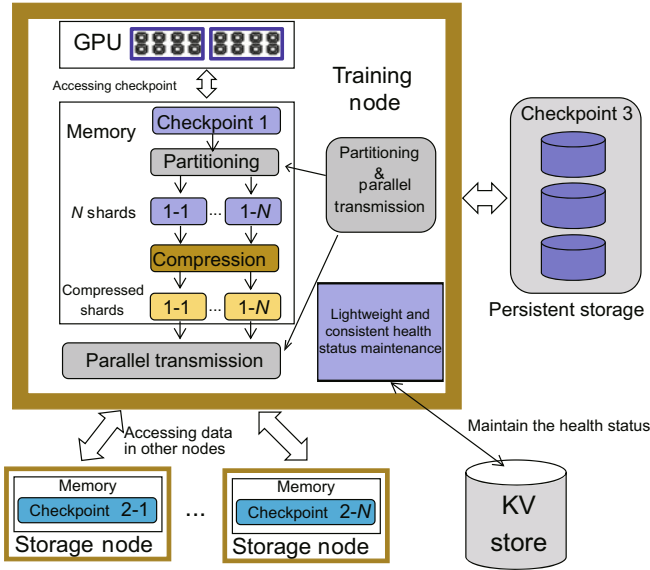 GPU
Accessing checkpoint
Training
node
Memory
Checkpoint 1
Partitioning
N shards
1-1 ... 1-N
Compression
Compressed
shards
1-1 ... 1-N
Parallel transmission
Partitioning
&
parallel
transmission
Lightweight and
consistent health
status maintenance
Checkpoint 3
Persistent storage
Maintain the health status
KV
store
Accessing data
in other nodes
Memory
Checkpoint 2-1
Storage node
...
Memory
Checkpoint 2-N
Storage node